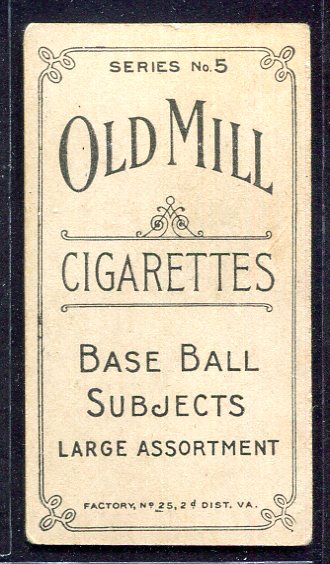 SERIES No. 5
OLD MILL
CIGARETTES
BASE BALL
SUBJECTS
LARGE ASSORTMENT
FACTORY, No 25, 2d DIST. VA.